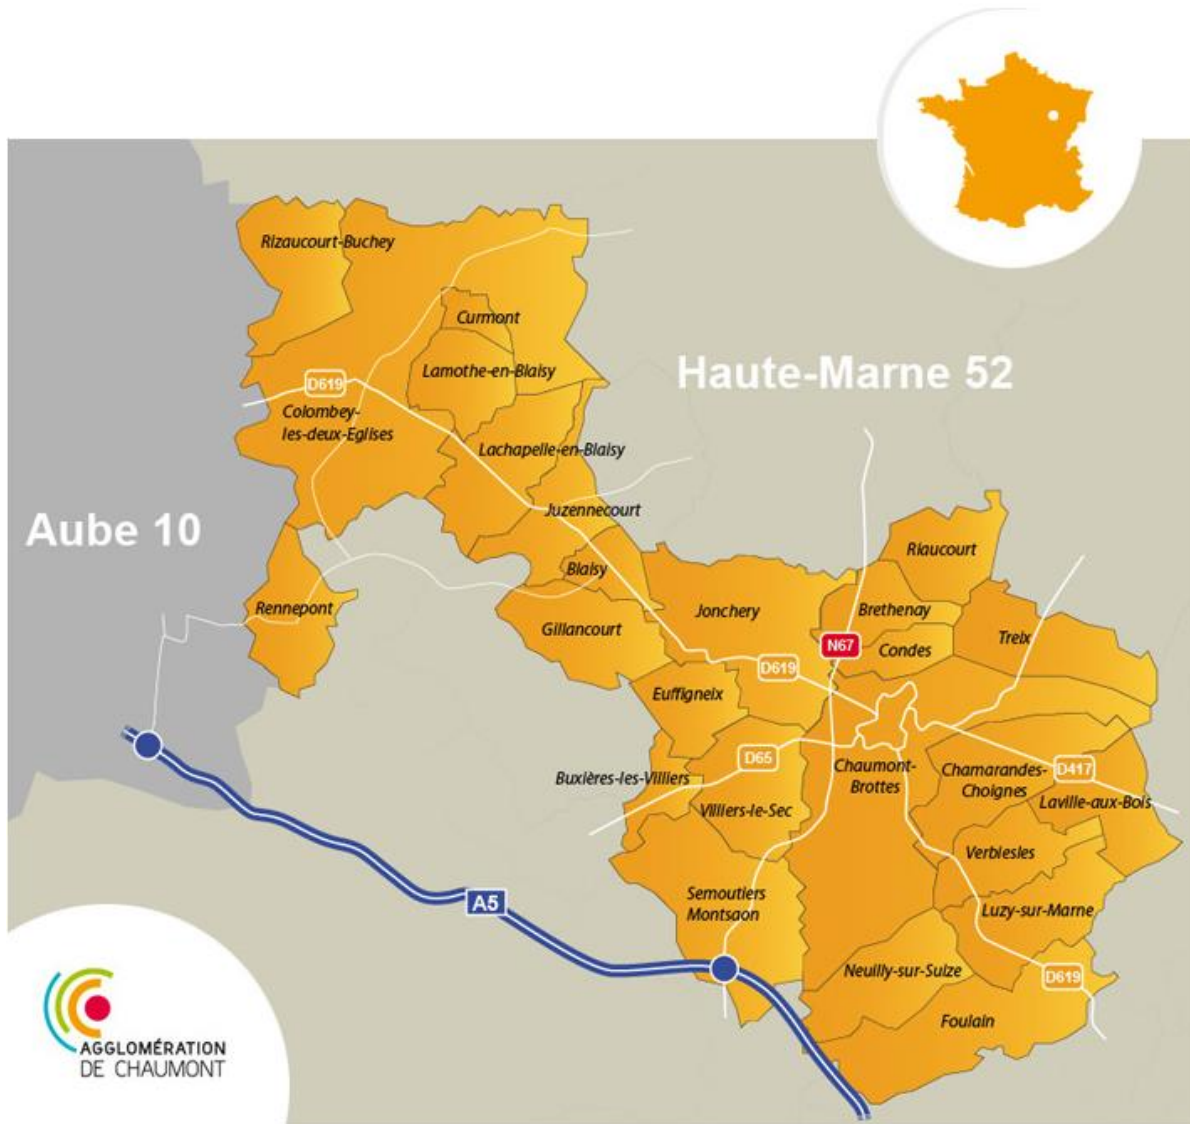 Rizaucourt-Buchey
Curmont
Haute-Marne 52
Lamothe-en-Blaisy
D619
Colombey-
les-deux-Eglises
Lachapelle-en-Blaisy
Juzennecourt
Aube 10
Riaucourt
Blaisy
Rennepont
Jonchery
Brethenay
Gillancourt
Treix
N67
Condes
D619
Euffigneix
D65
Chaumont-
Brottes
Chamarandes-
Choignes
D417
Buxières-les-Villiers
Laville-aux-Bois
Villiers-le-Sec
Verbiesles
Semoutiers
Montsaon
A5
Luzy-sur-Marne
Neuilly-sur-Suize
D619
Foulain
AGGLOMÉRATION
DE CHAUMONT